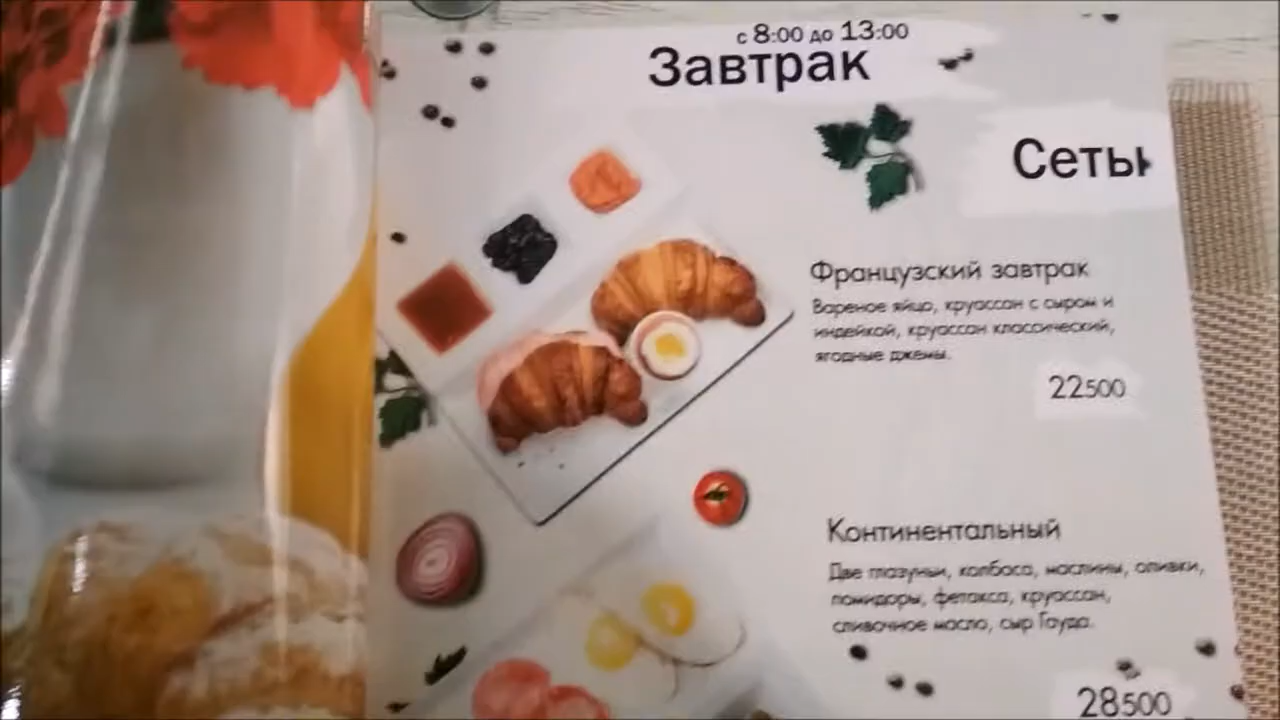 с 8:00 до 13:00
Завтрак
Сеты
Французский завтрак
Вареное яйцо, круассан с сыром и
индейкой, круассан классический,
ягодные джемы.
22500
Континентальный
Две глазуньи, колбаса, маслины, оливки,
помидоры, фетакса, круассан,
сливочное масло, сыр Гауда.
28500